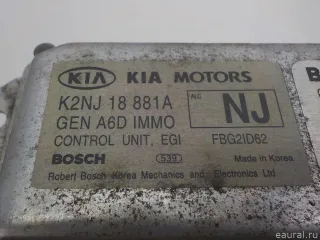 KIA KIA MOTORS
K2NJ 18 881A
GEN A6D IMMO
NJ
CONTROL UNIT, EGI FBG2ID62
BOSCH 539 Made in Korea
Robert Bosch Korea Mechanics and Electronics Ltd
eaural.ru